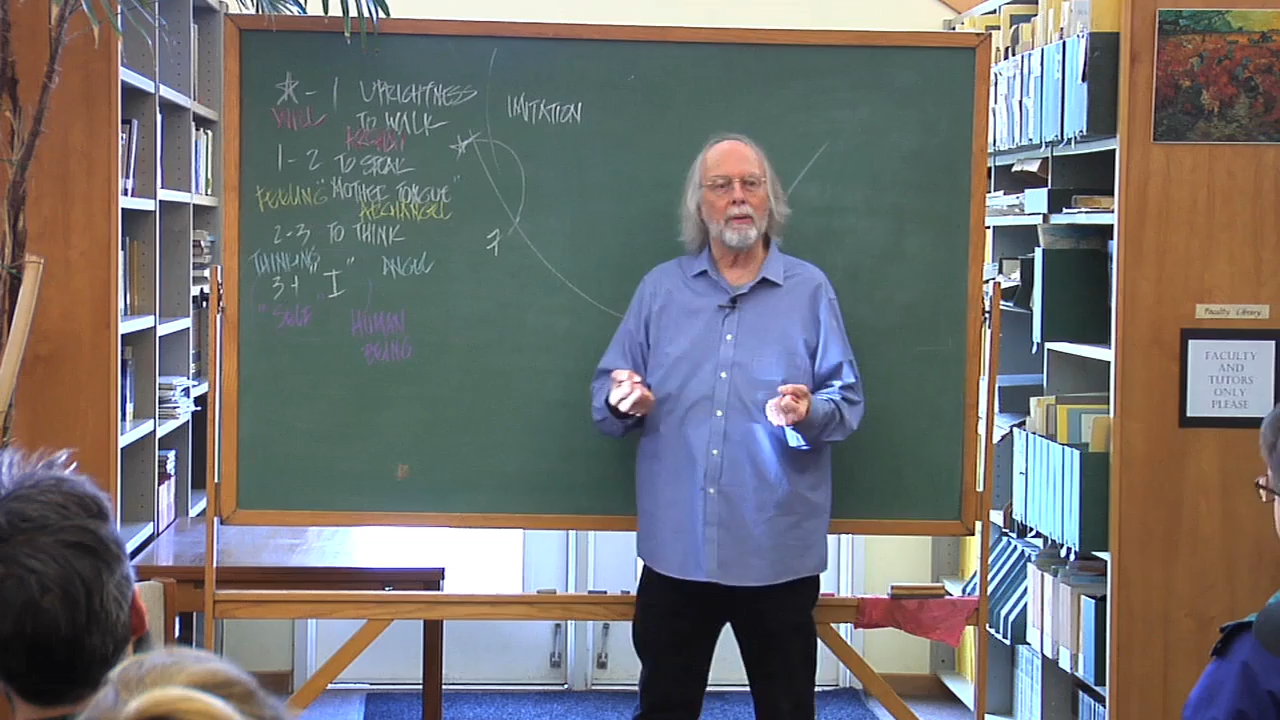 ☆ - 1 UPRIGHTNESS
WILL TO WALK
1 - 2 TO SPEAK
FEELING "MOTHER TONGUE"
ARCHANGEL
2 - 3 TO THINK
THINKING ANGEL
3 + "I"
"SELF" HUMAN
BEING
IMITATION
☆
7
Faculty Library
FACULTY
AND
TUTORS
ONLY
PLEASE